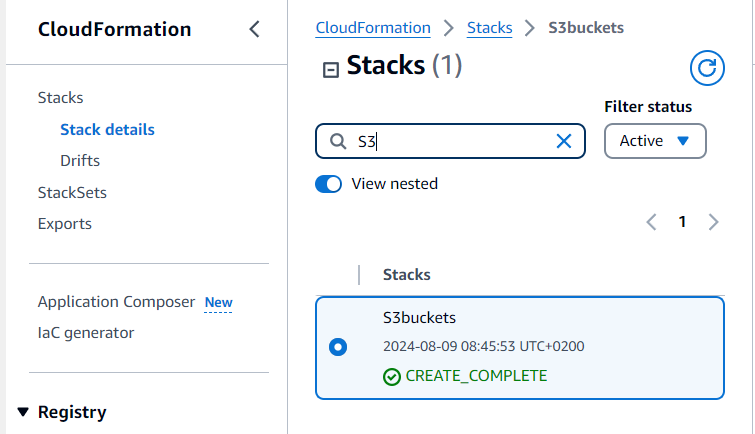 CloudFormation
Stacks
Stack details
Drifts
StackSets
Exports
Application Composer New
IaC generator
Registry
CloudFormation > Stacks > S3buckets
Stacks (1)
Filter status
S3
Active
View nested
1
Stacks
S3buckets
2024-08-09 08:45:53 UTC+0200
CREATE_COMPLETE